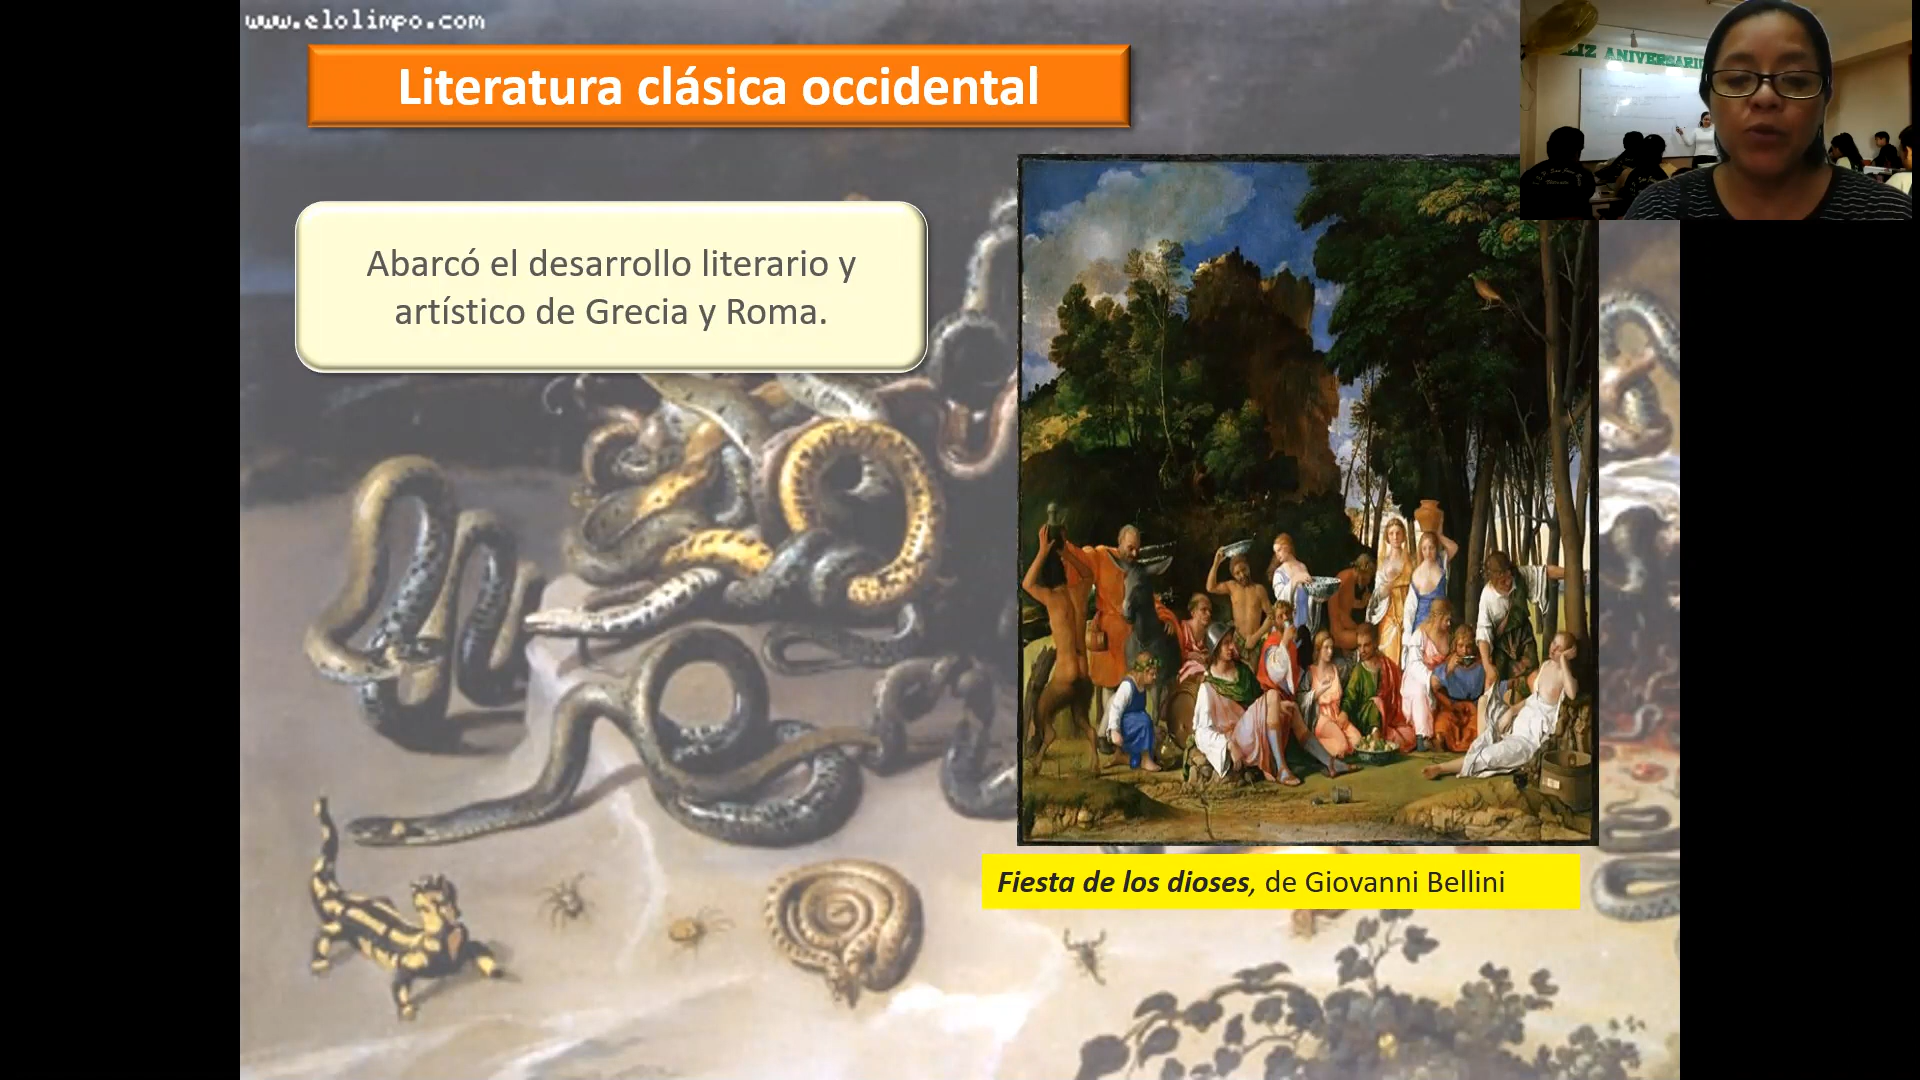 www.elolimpo.com
Literatura clásica occidental
ANIVERSARIO
Abarcó el desarrollo literario y
artístico de Grecia y Roma.
Fiesta de los dioses, de Giovanni Bellini